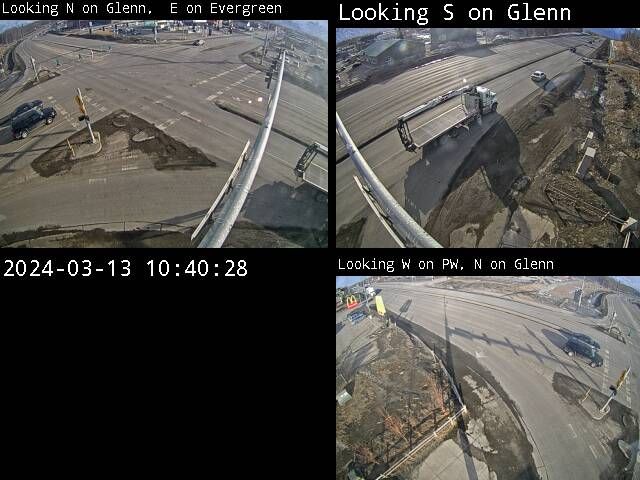 Looking N on Glenn,  E on Evergreen
Looking S on Glenn
2024-03-13 10:40:28
Looking W on PW, N on Glenn